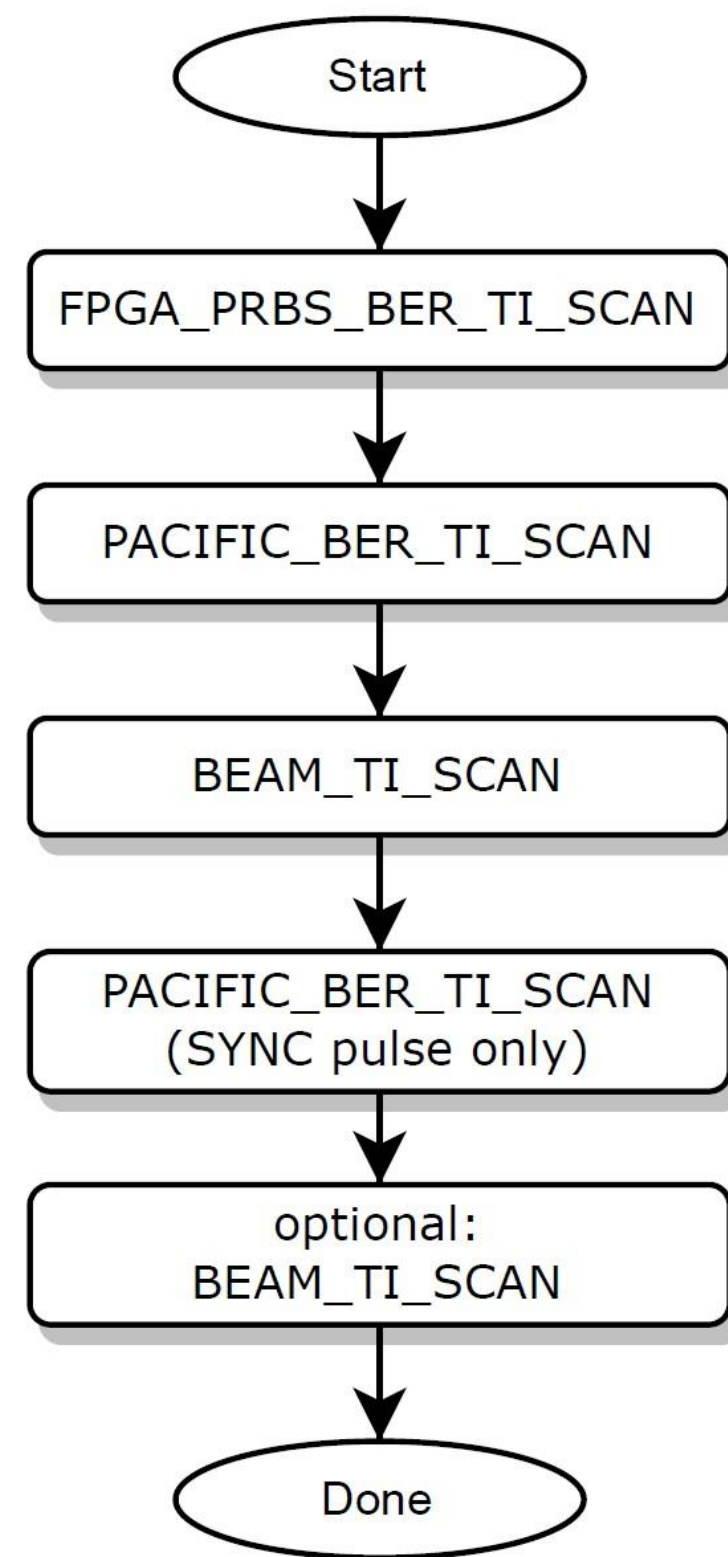 Start
FPGA_PRBS_BER_TI_SCAN
PACIFIC_BER_TI_SCAN
BEAM_TI_SCAN
PACIFIC_BER_TI_SCAN
(SYNC pulse only)
optional:
BEAM_TI_SCAN
Done